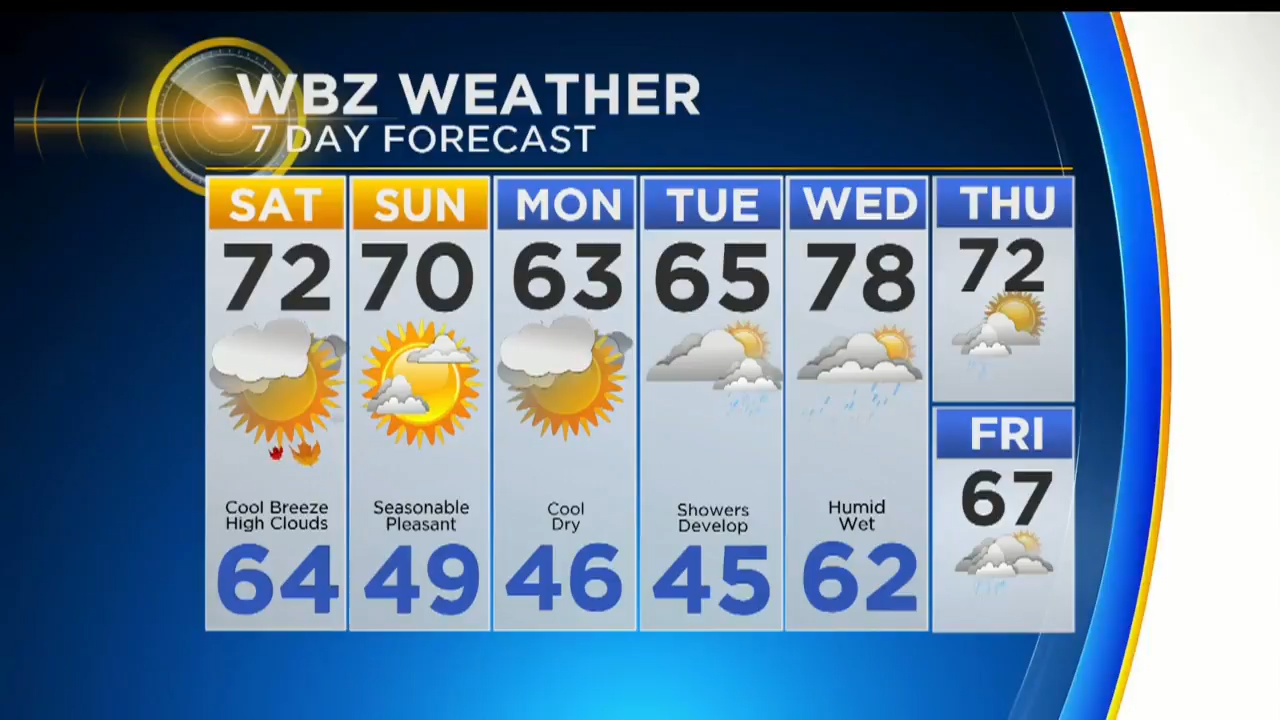 WBZ WEATHER
7 DAY FORECAST
SAT
72
Cool Breeze
High Clouds
64
SUN
70
Seasonable
Pleasant
49
MON
63
Cool
Dry
46
TUE
65
Showers
Develop
45
WED
78
Humid
Wet
62
THU
72
FRI
67